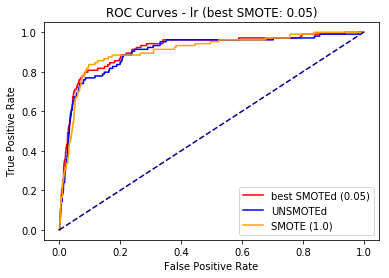 ROC Curves - lr (best SMOTE: 0.05)
True Positive Rate
1.0
0.8
0.6
0.4
0.2
0.0
best SMOTEd (0.05)
UNSMOTEd
SMOTE (1.0)
0.0 0.2 0.4 0.6 0.8 1.0
False Positive Rate